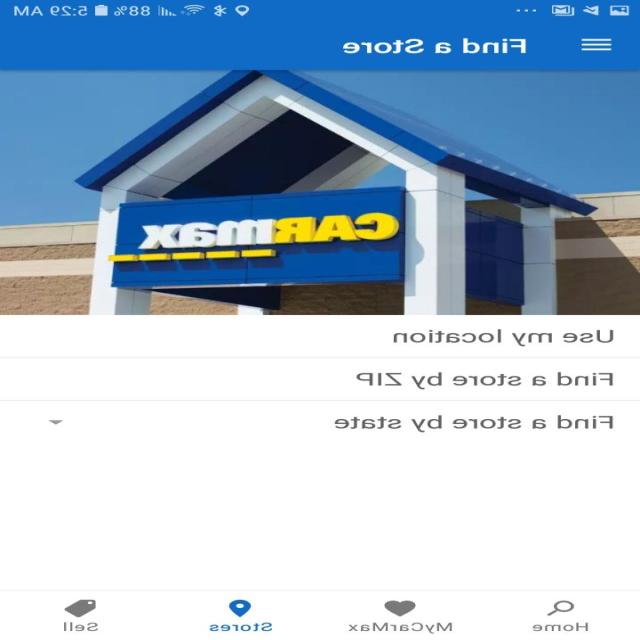 88% 5:29 AM
Find a Store
CARMAX
Use my location
Find a store by ZIP
Find a store by state
Home
MyCarMax
Stores
Sell